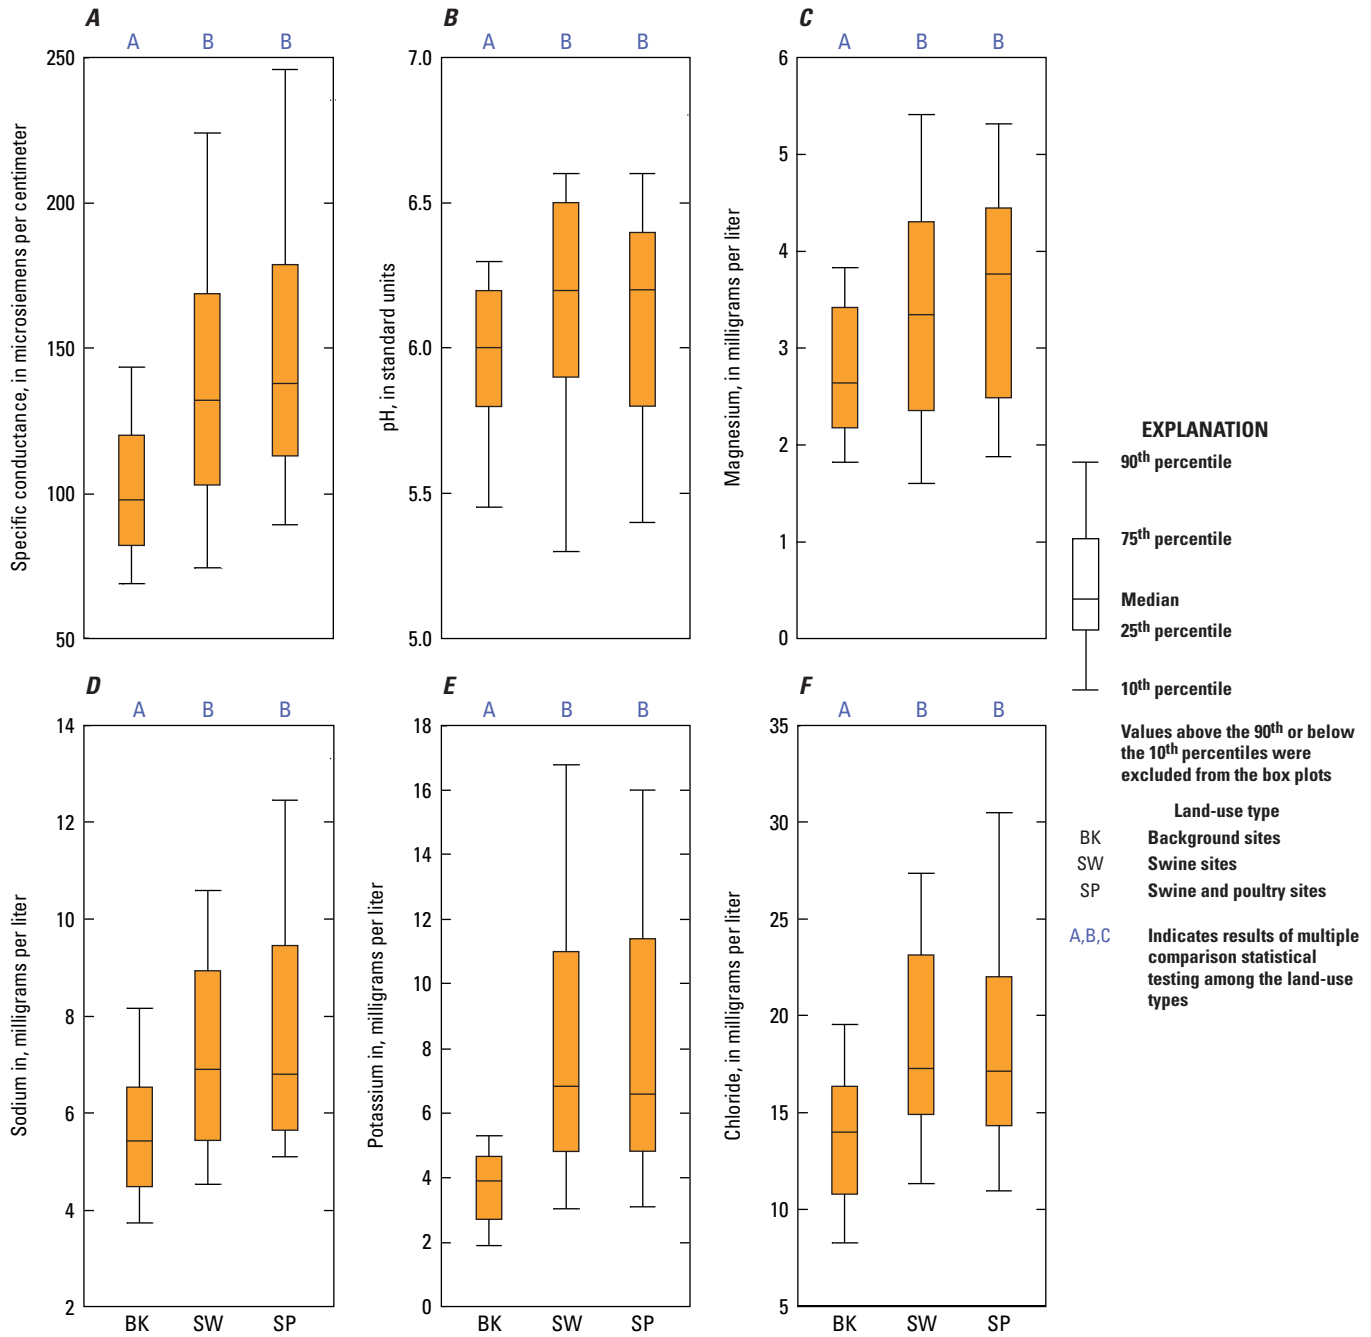 A
A B B
250
200
150
100
50
Specific conductance, in microsiemens per centimeter
B
A B B
7.0
6.5
6.0
5.5
5.0
pH, in standard units
C
A B B
6
5
4
3
2
1
0
Magnesium, in milligrams per liter
D
A B B
14
12
10
8
6
4
2
Sodium in, milligrams per liter
BK SW SP
E
A B B
18
16
14
12
10
8
6
4
2
0
Potassium in, milligrams per liter
BK SW SP
F
A B B
35
30
25
20
15
10
5
Chloride, in milligrams per liter
BK SW SP
EXPLANATION
90th percentile
75th percentile
Median
25th percentile
10th percentile
Values above the 90th or below
the 10th percentiles were
excluded from the box plots
Land-use type
BK Background sites
SW Swine sites
SP Swine and poultry sites
A,B,C Indicates results of multiple
comparison statistical
testing among the land-use
types